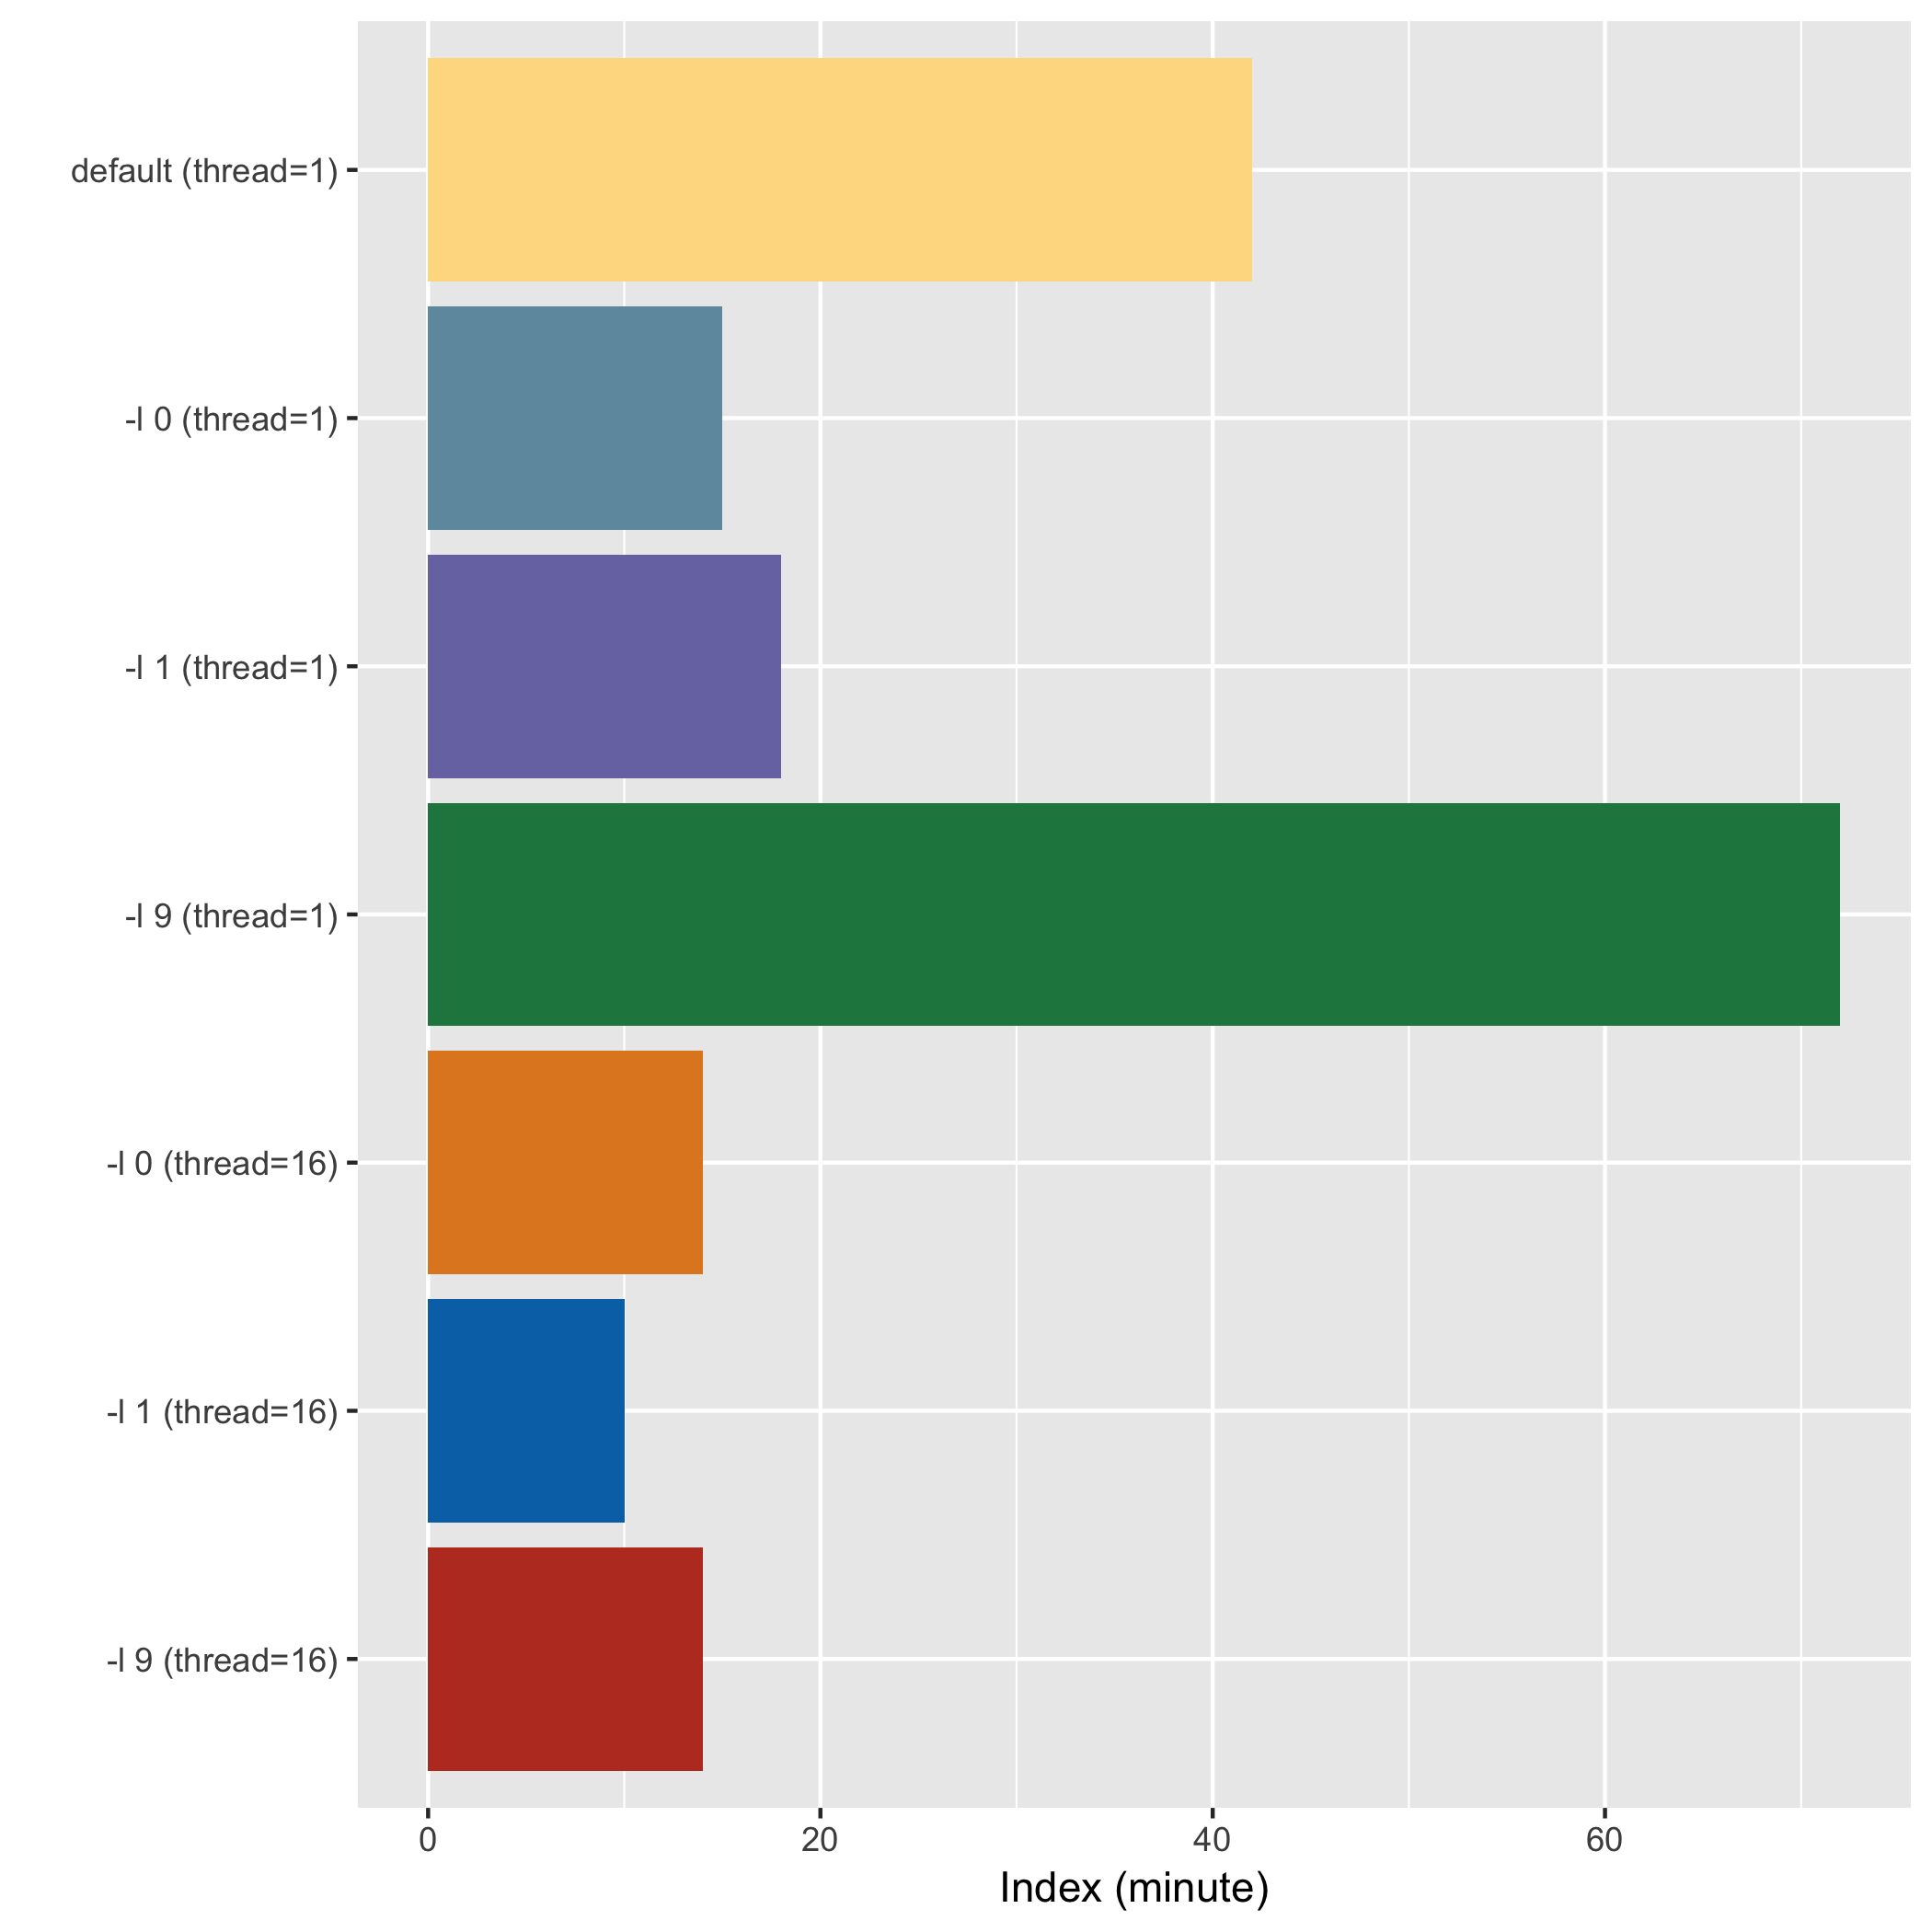 default (thread=1)
-l 0 (thread=1)
-l 1 (thread=1)
-l 9 (thread=1)
-l 0 (thread=16)
-l 1 (thread=16)
-l 9 (thread=16)
0 20 40 60
Index (minute)